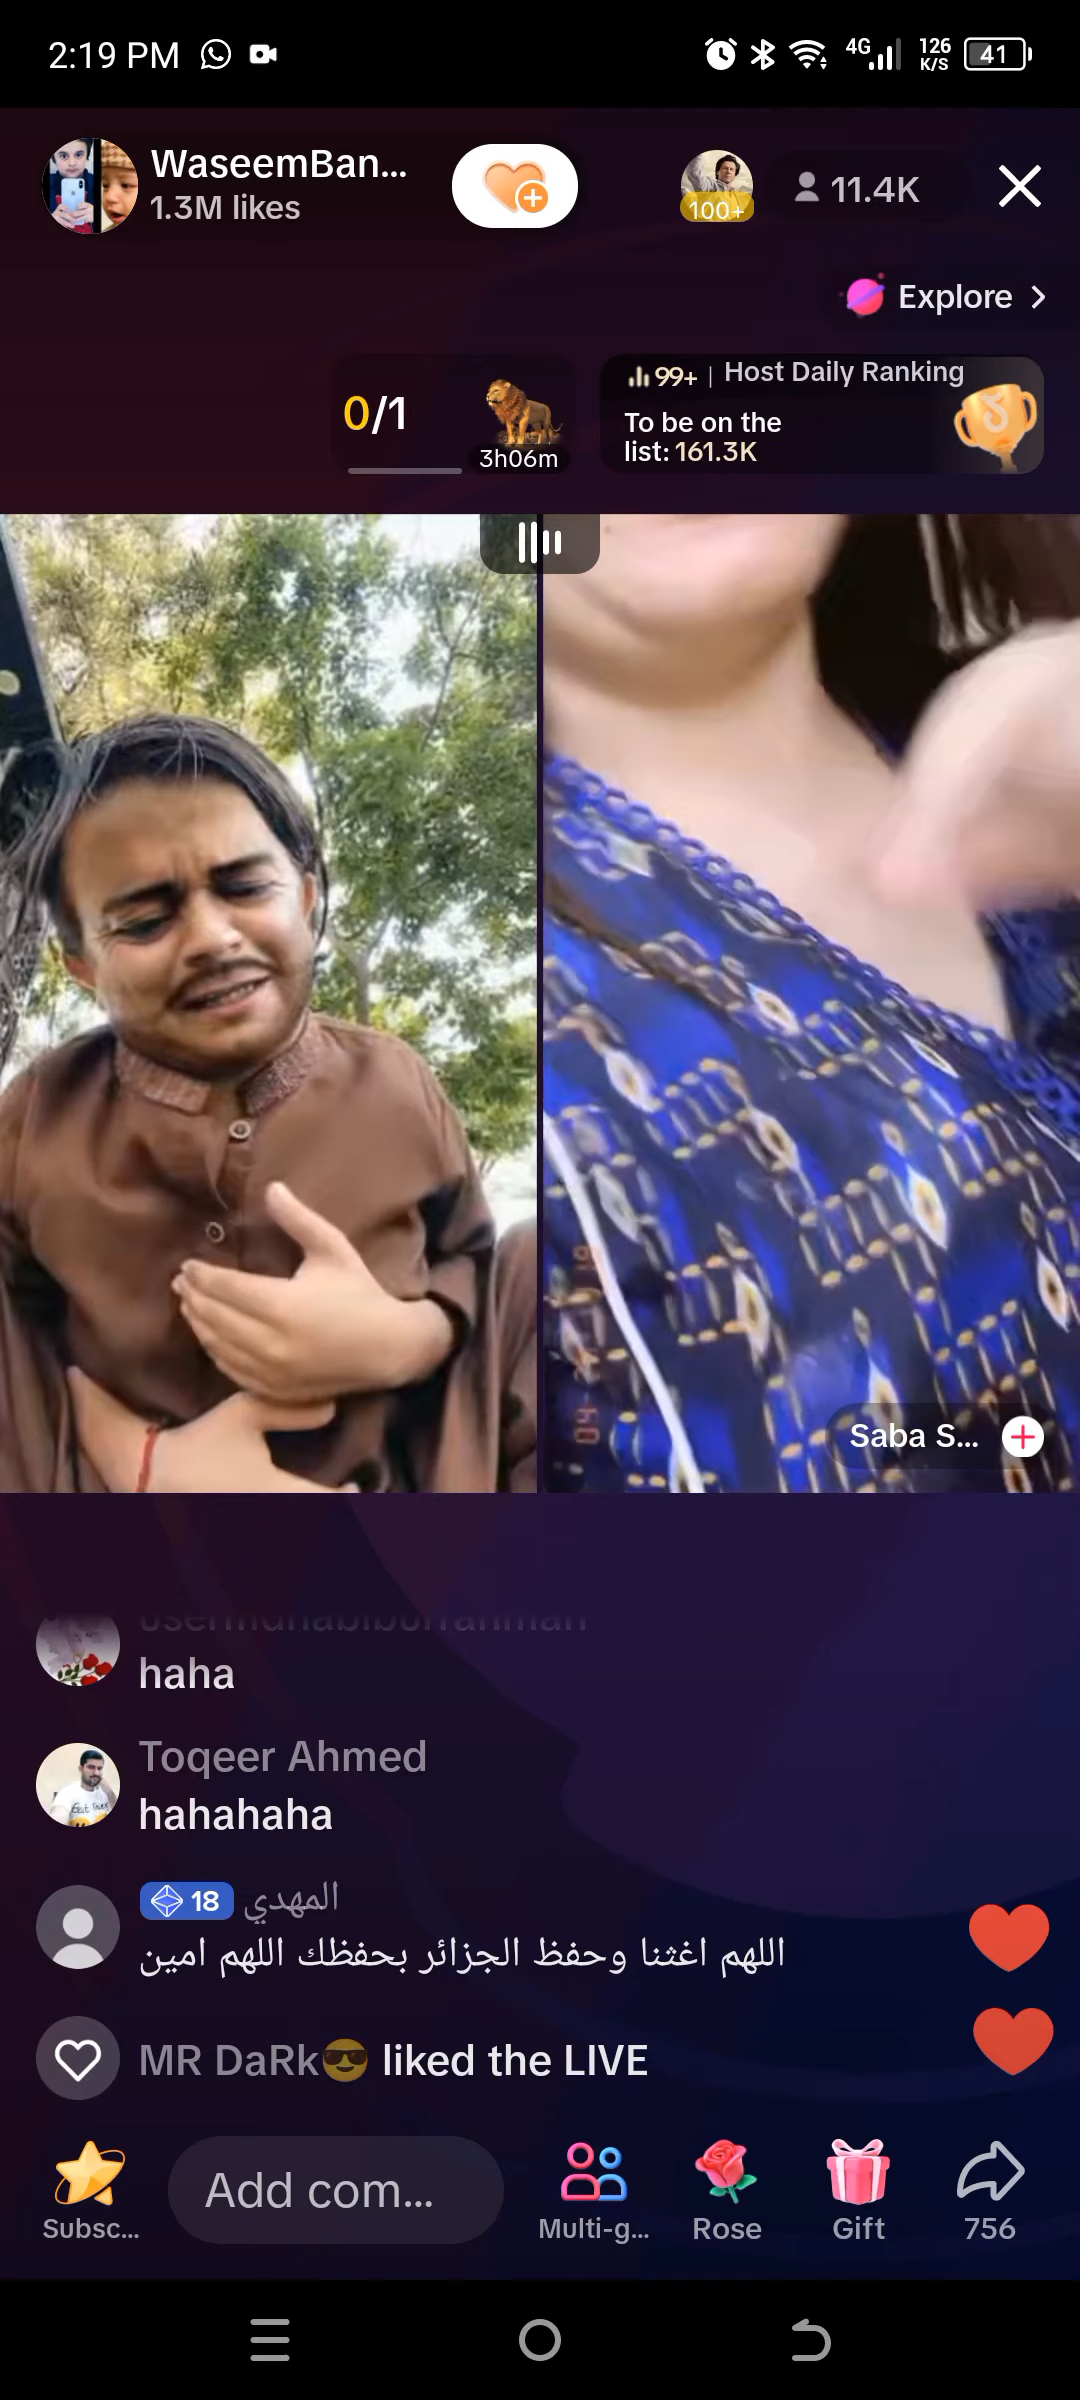 2:19 PM
4G
126
K/S
41
WaseemBan...
1.3M likes
100+
11.4K
Explore
0/1
3h06m
99+ | Host Daily Ranking
To be on the
list: 161.3K
Saba S...
haha
Toqeer Ahmed
hahahaha
18 المهدي
اللهم اغثنا وحفظ الجزائر بحفظك اللهم امين
MR DaRk😎 liked the LIVE
Add com...
Subsc...
Multi-g...
Rose
Gift
756